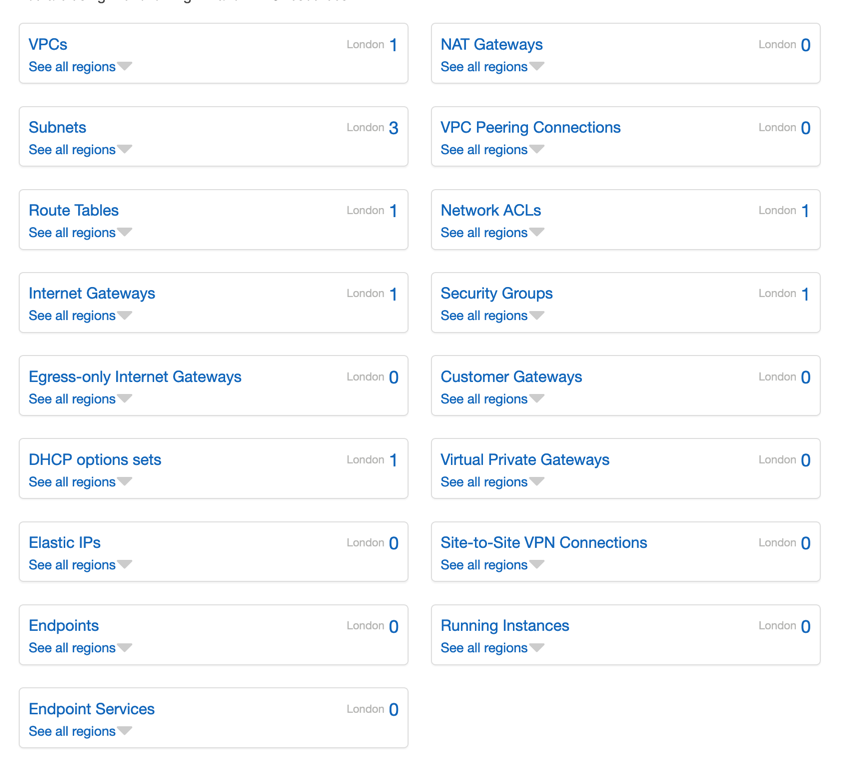 VPCs London 1
See all regions
NAT Gateways London 0
See all regions
Subnets London 3
See all regions
VPC Peering Connections London 0
See all regions
Route Tables London 1
See all regions
Network ACLs London 1
See all regions
Internet Gateways London 1
See all regions
Security Groups London 1
See all regions
Egress-only Internet Gateways London 0
See all regions
Customer Gateways London 0
See all regions
DHCP options sets London 1
See all regions
Virtual Private Gateways London 0
See all regions
Elastic IPs London 0
See all regions
Site-to-Site VPN Connections London 0
See all regions
Endpoints London 0
See all regions
Running Instances London 0
See all regions
Endpoint Services London 0
See all regions